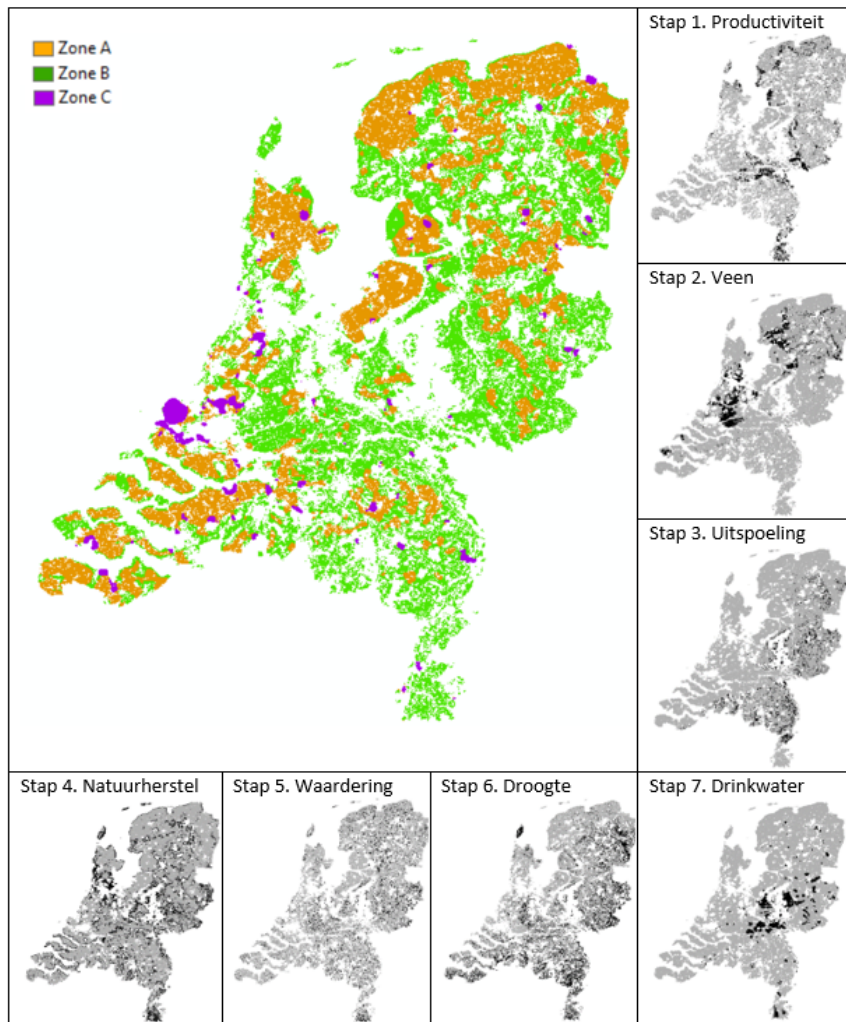 Zone A
Zone B
Zone C
Stap 1. Productiviteit
Stap 2. Veen
Stap 3. Uitspoeling
Stap 4. Natuurherstel
Stap 5. Waardering
Stap 6. Droogte
Stap 7. Drinkwater